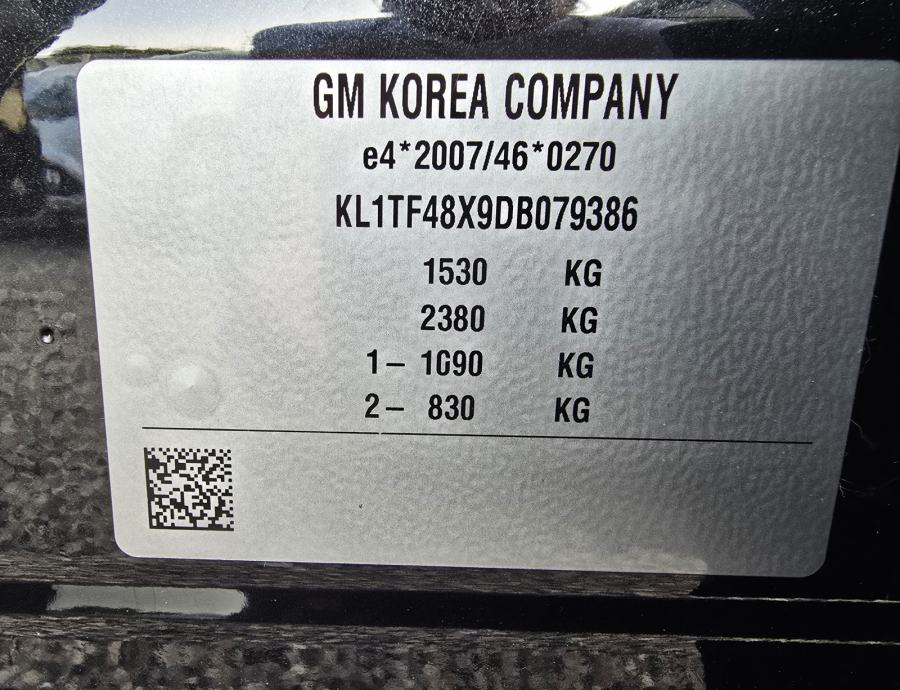 GM KOREA COMPANY
e4*2007/46*0270
KL1TF48X9DB079386
1530 KG
2380 KG
1- 1090 KG
2- 830 KG